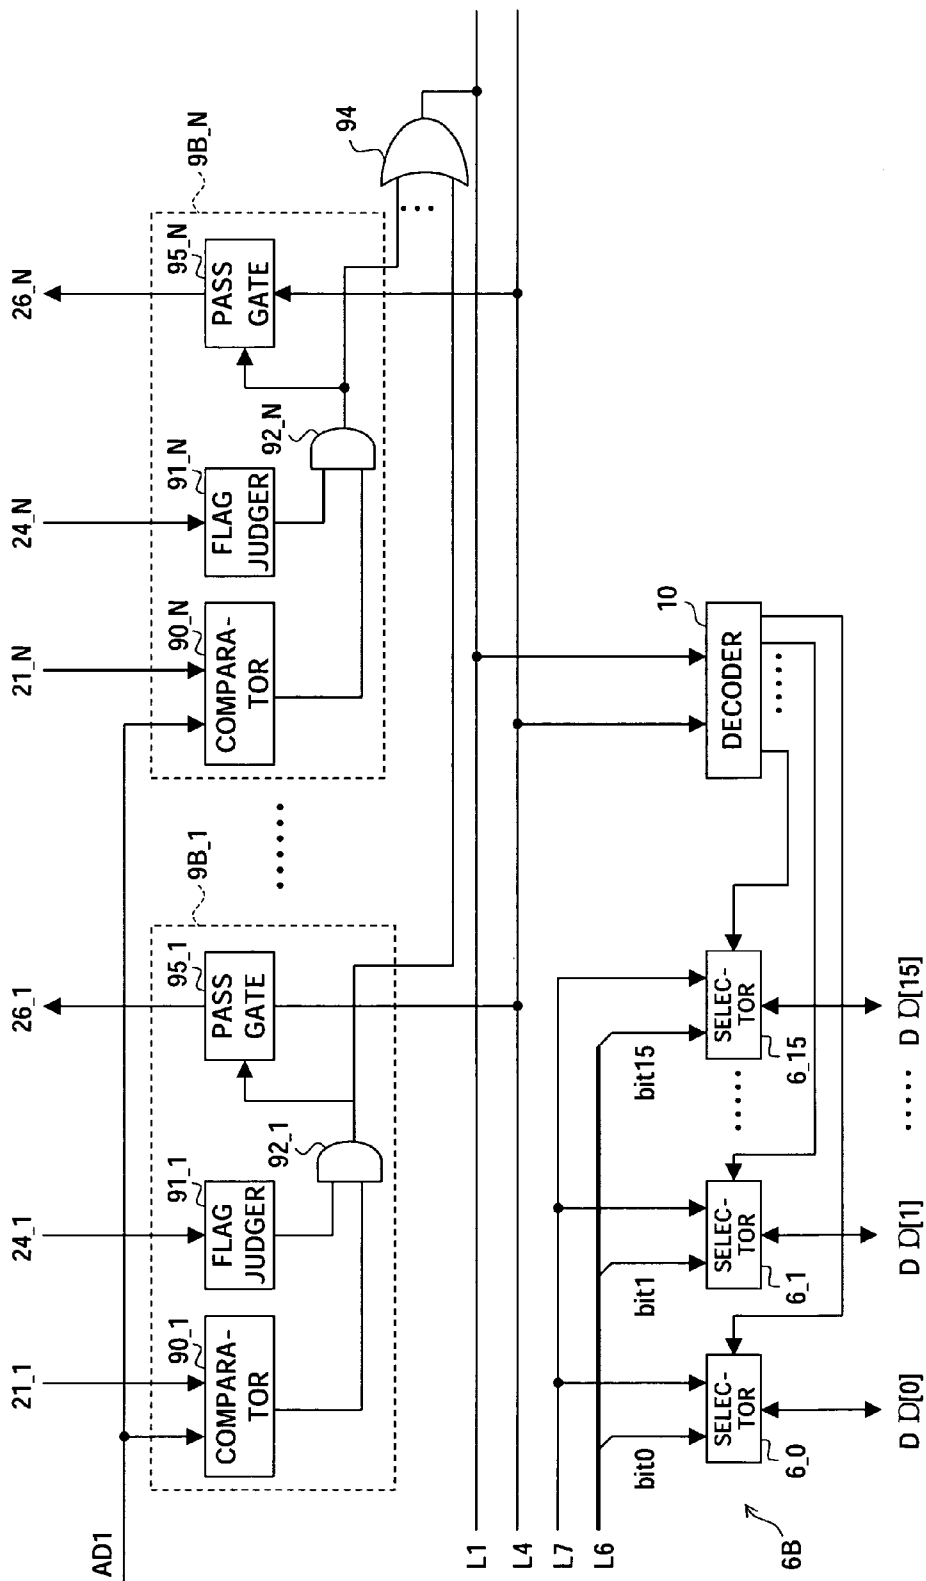 21_1
24_1
26_1
21_N
24_N
26_N
AD1
90_1
91_1
95_1
9B_1
90_N
91_N
95_N
9B_N
COMPARA-
TOR
FLAG
JUDGER
PASS
GATE
COMPARA-
TOR
FLAG
JUDGER
PASS
GATE
92_1
92_N
94
L1
L4
L7
L6
10
DECODER
bit0
bit1
bit15
SELEC-
TOR
SELEC-
TOR
SELEC-
TOR
6_0
6_1
6_15
6B
D Q[0]
D Q[1]
D Q[15]